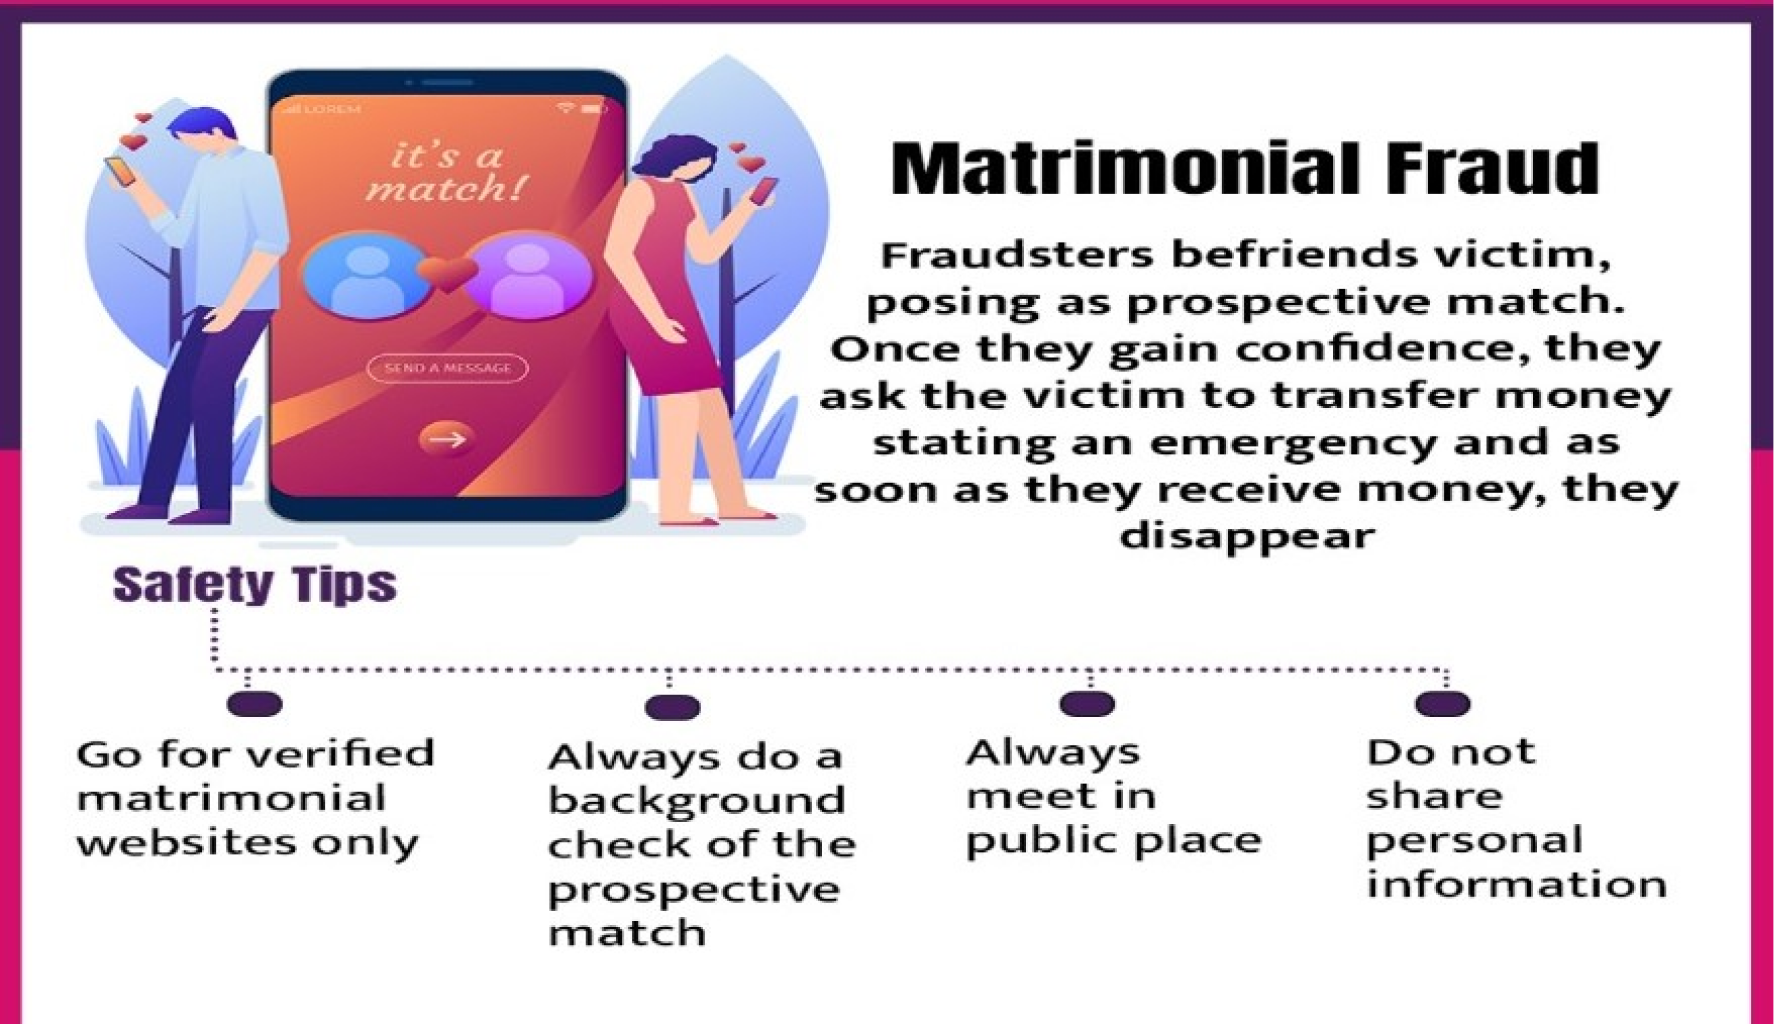 LOREM
it's a
match!
SEND A MESSAGE
Matrimonial Fraud
Fraudsters befriends victim,
posing as prospective match.
Once they gain confidence, they
ask the victim to transfer money
stating an emergency and as
soon as they receive money, they
disappear
Safety Tips
Go for verified
matrimonial
websites only
Always do a
background
check of the
prospective
match
Always
meet in
public place
Do not
share
personal
information